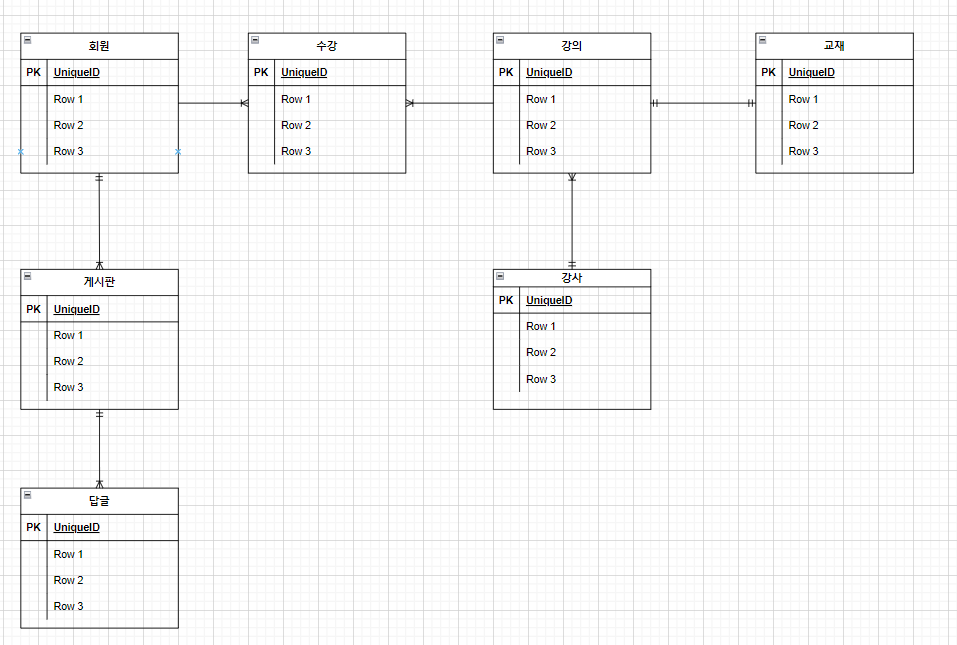 회원
PK UniqueID
Row 1
Row 2
Row 3
수강
PK UniqueID
Row 1
Row 2
Row 3
강의
PK UniqueID
Row 1
Row 2
Row 3
교재
PK UniqueID
Row 1
Row 2
Row 3
게시판
PK UniqueID
Row 1
Row 2
Row 3
강사
PK UniqueID
Row 1
Row 2
Row 3
답글
PK UniqueID
Row 1
Row 2
Row 3